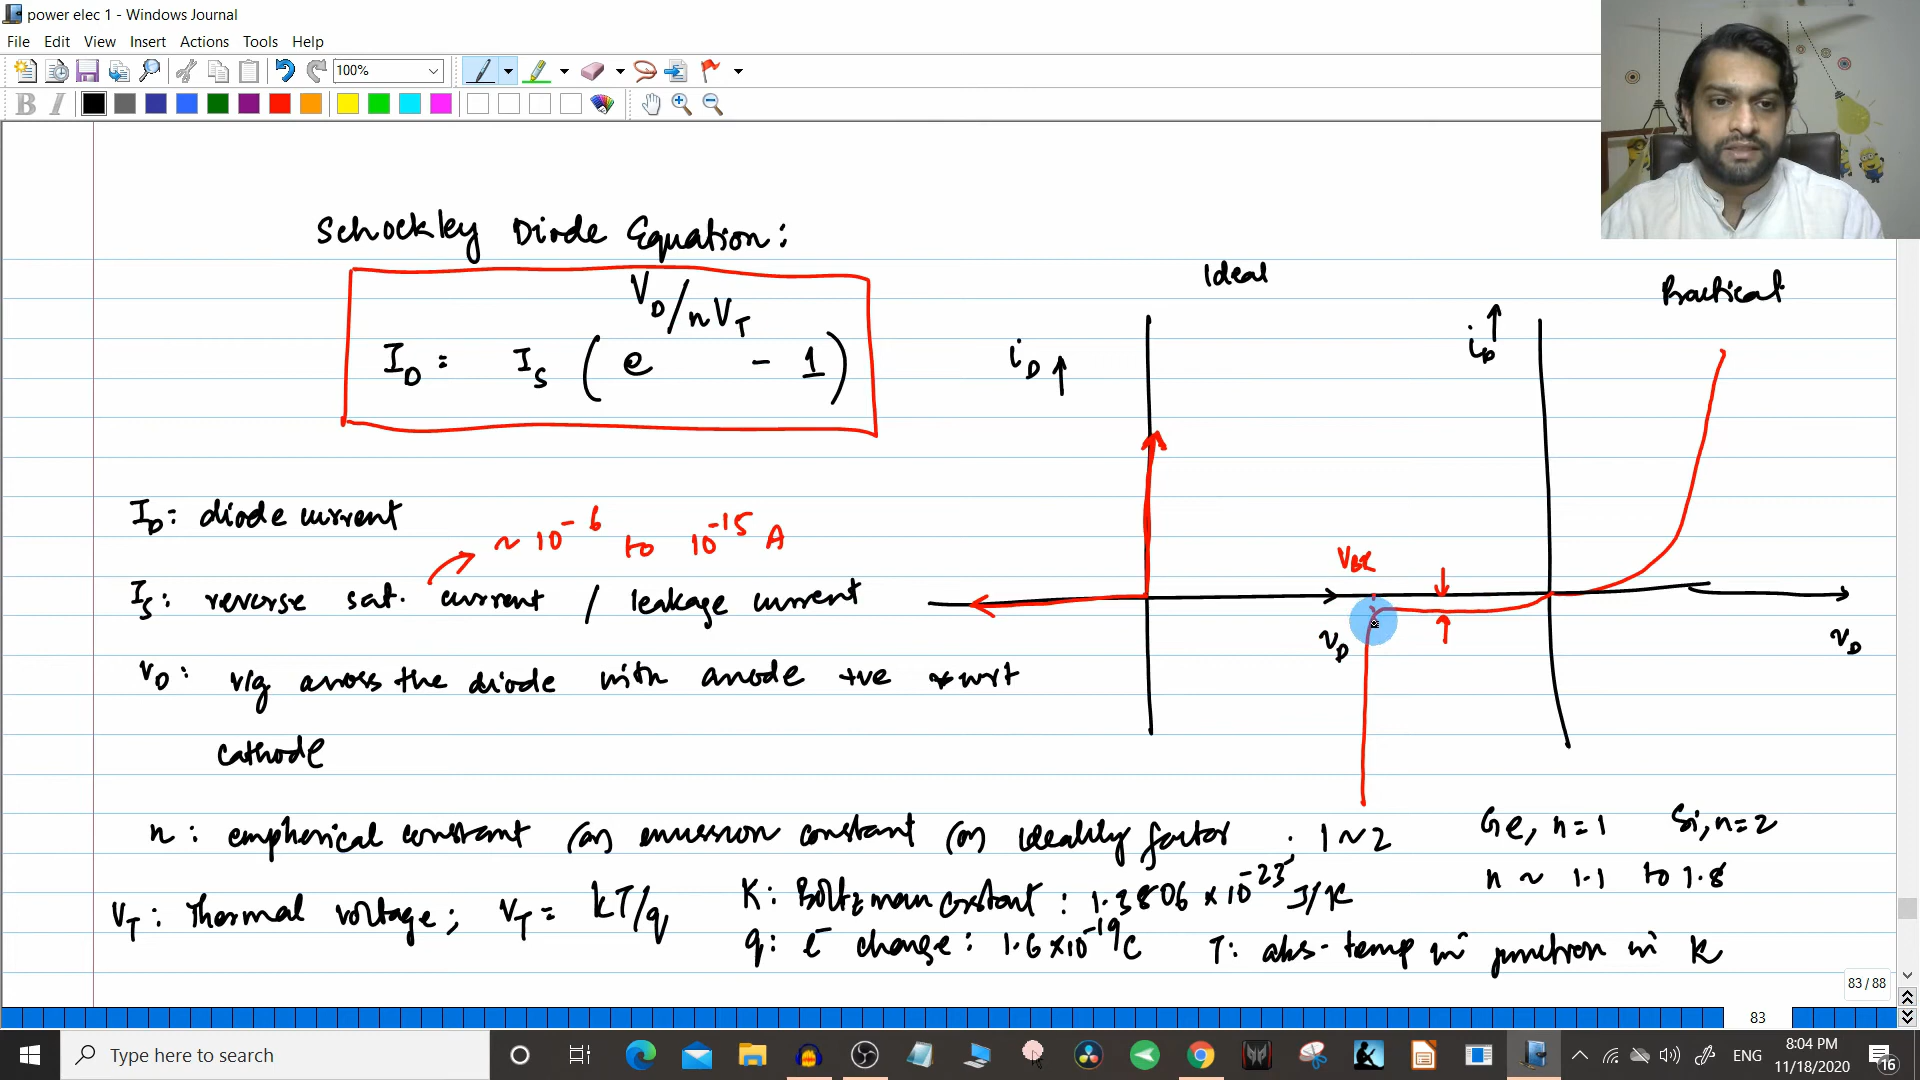 power elec 1 - Windows Journal
File Edit View Insert Actions Tools Help
100%
B I
Schockley Diode Equation:
I_D = I_S ( e^{V_D/nV_T} - 1 )
Ideal
Practical
i_D
i_D
V_BR
v_D
v_D
I_D: diode current
~ 10^-6 to 10^-15 A
I_S: reverse sat. current / leakage current
v_D: v/g across the diode with anode +ve wrt
cathode
n: empherical constant (or) emission constant (or) ideality factor . 1~2
Ge, n=1 Si, n=2
n ~ 1.1 to 1.8
V_T: Thermal voltage; V_T = kT/q
K: Boltzman constant : 1.3806 × 10^-23 J/K
q: e- charge: 1.6×10^-19 C T: abs-temp in junction in K
83 / 88
83
Type here to search
ENG
8:04 PM
11/18/2020
16